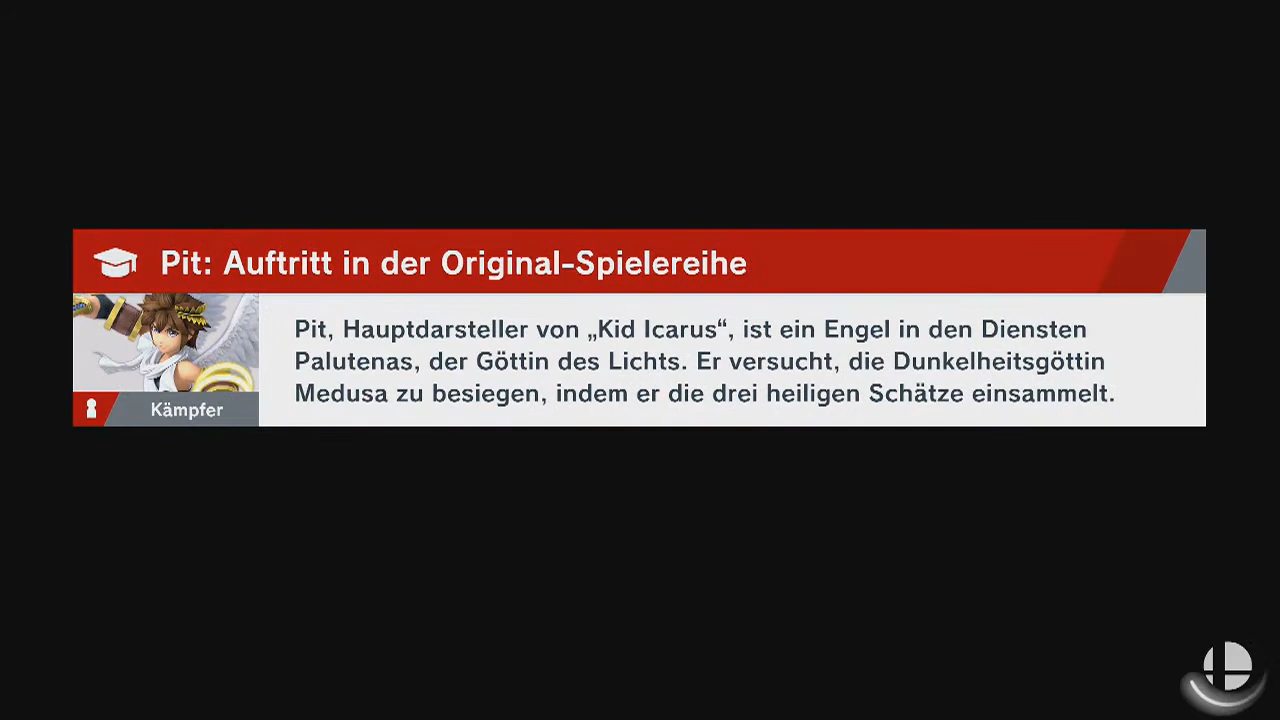 Pit: Auftritt in der Original-Spielereihe
Pit, Hauptdarsteller von „Kid Icarus“, ist ein Engel in den Diensten
Palutenas, der Göttin des Lichts. Er versucht, die Dunkelheitsgöttin
Medusa zu besiegen, indem er die drei heiligen Schätze einsammelt.
Kämpfer